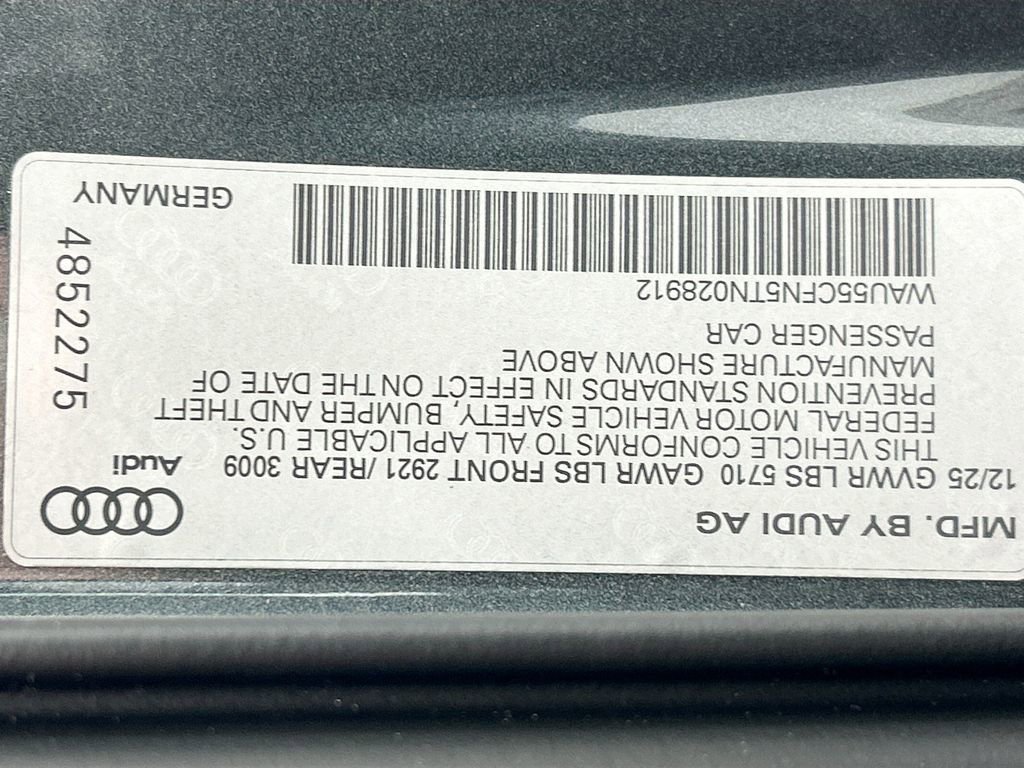 MFD. BY AUDI AG
12/25 GVWR LBS 5710 GAWR LBS FRONT 2921 /REAR 3009
THIS VEHICLE CONFORMS TO ALL APPLICABLE U.S.
FEDERAL MOTOR VEHICLE SAFETY, BUMPER AND THEFT
PREVENTION STANDARDS IN EFFECT ON THE DATE OF
MANUFACTURE SHOWN ABOVE
PASSENGER CAR
WAU55CFN5TN028912
Audi
4852275
GERMANY